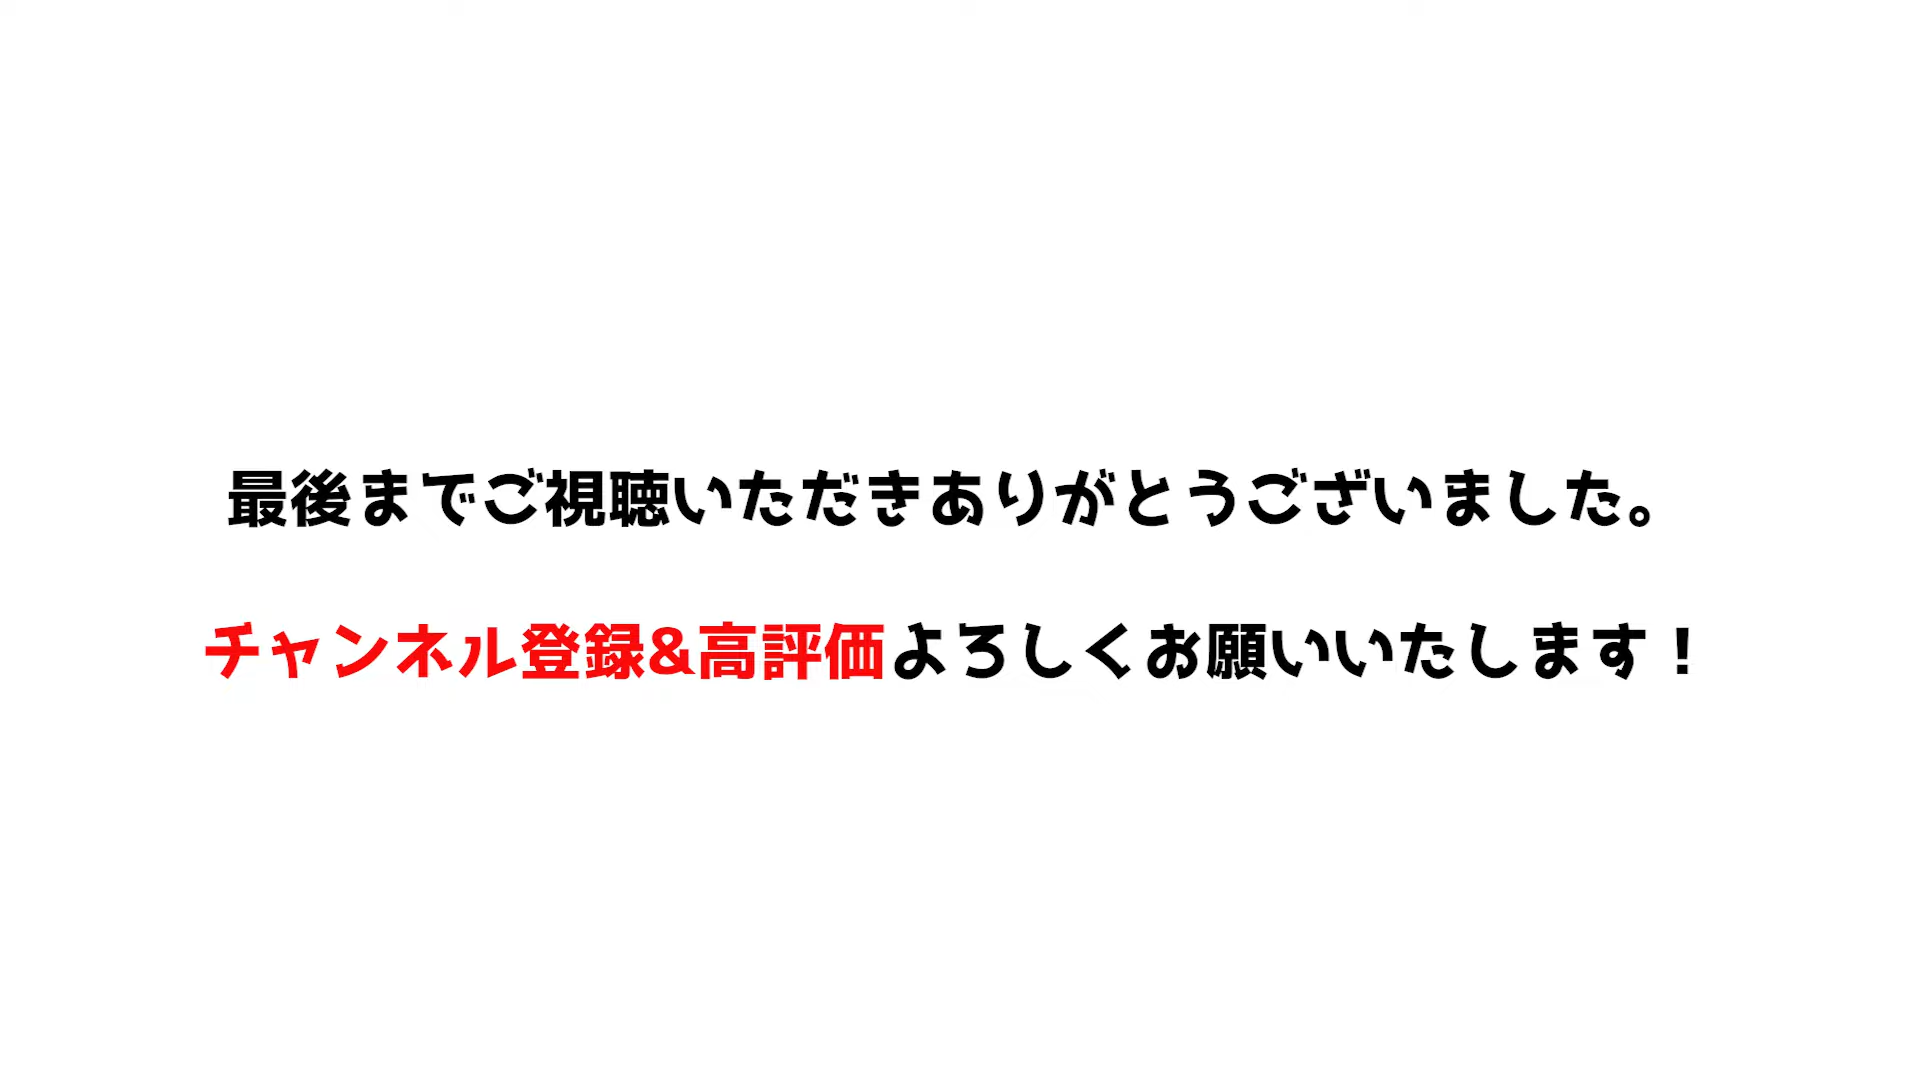 最後までご視聴いただきありがとうございました。
チャンネル登録&高評価よろしくお願いいたします！